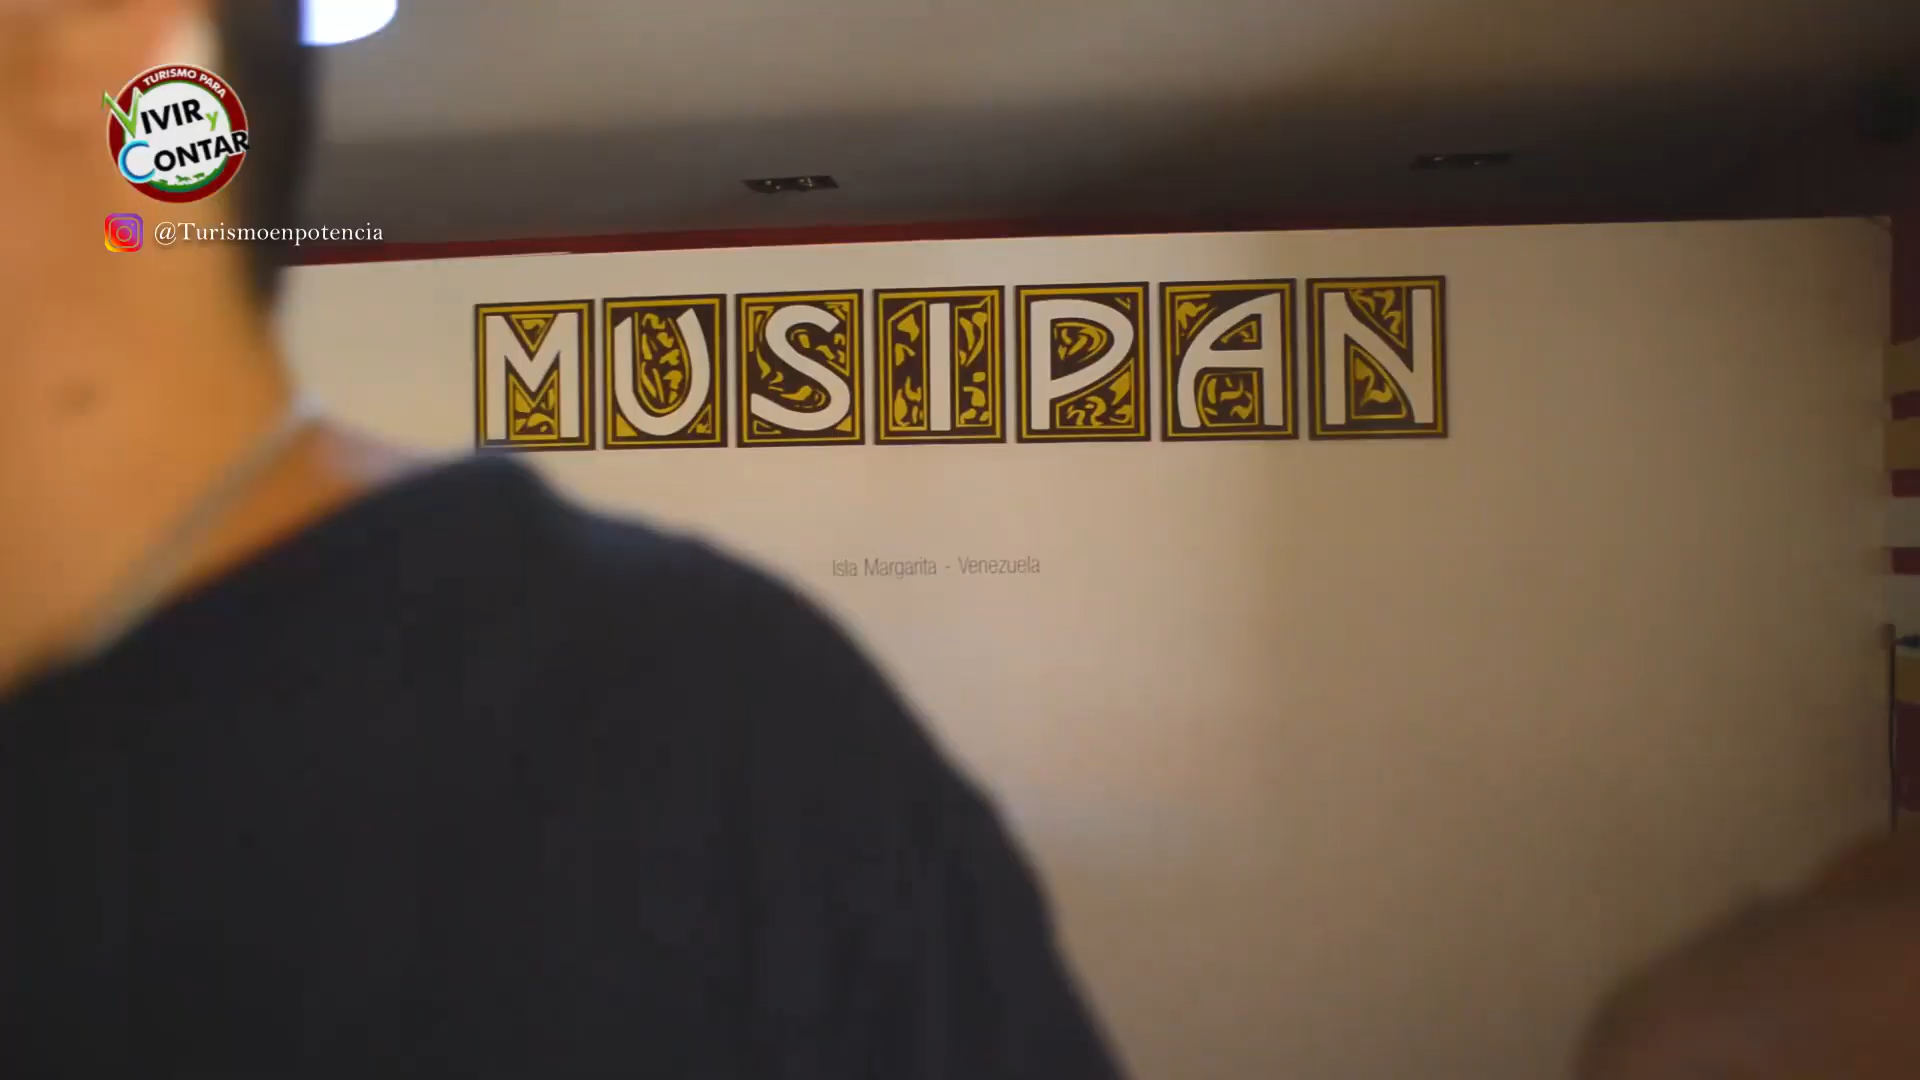 TURISMO PARA
VIVIR y
CONTAR
@Turismoenpotencia
MUSIPAN
Isla Margarita - Venezuela